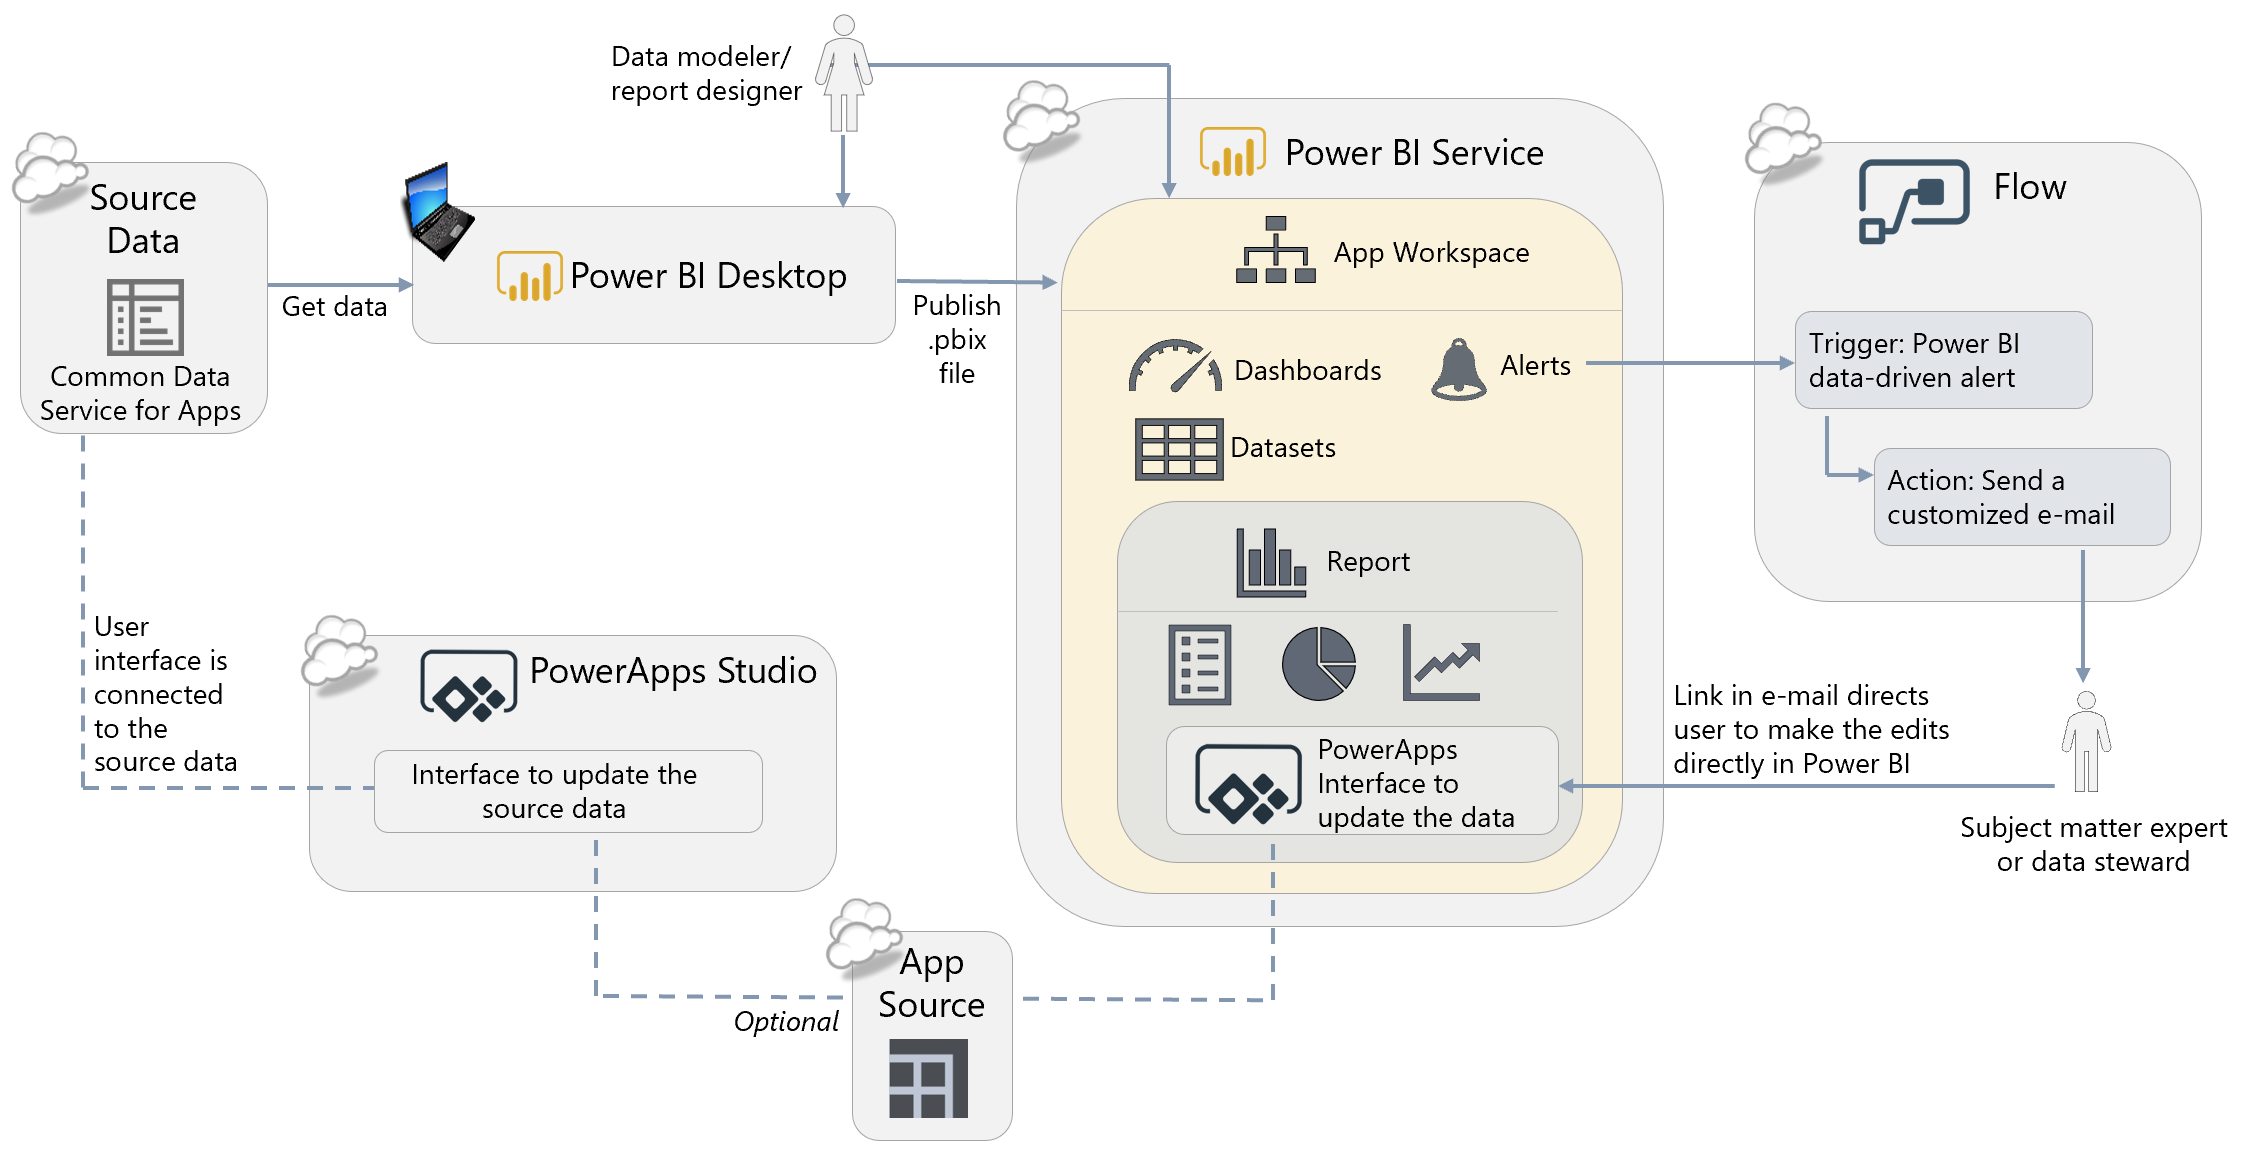 Data modeler/
report designer
Source
Data
Common Data
Service for Apps
Get data
Power BI Desktop
Publish
.pbix
file
Power BI Service
App Workspace
Dashboards
Alerts
Datasets
Report
PowerApps
Interface to
update the data
Flow
Trigger: Power BI
data-driven alert
Action: Send a
customized e-mail
Link in e-mail directs
user to make the edits
directly in Power BI
Subject matter expert
or data steward
User
interface is
connected
to the
source data
PowerApps Studio
Interface to update the
source data
Optional
App
Source